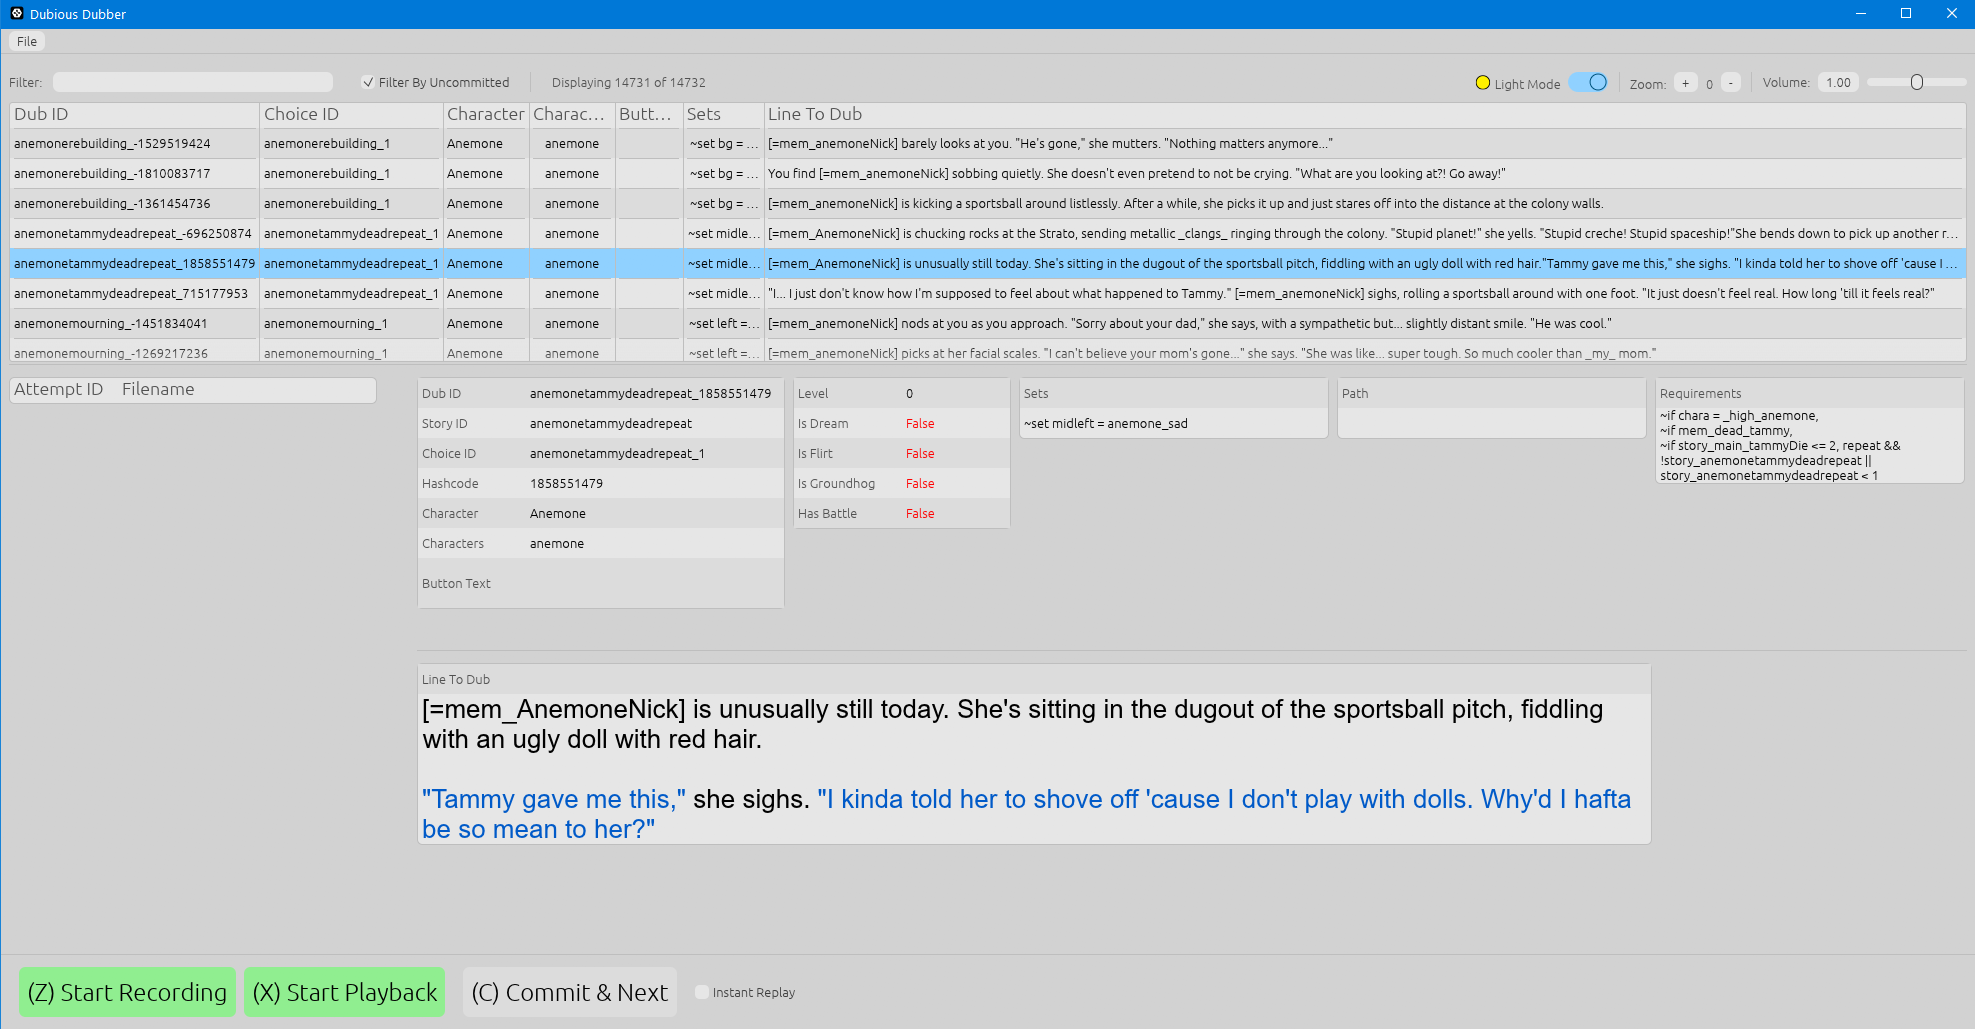 Dubious Dubber
File
Filter:
Filter By Uncommitted
Displaying 14731 of 14732
Light Mode
Zoom: + 0 -
Volume: 1.00
Dub ID Choice ID Character Charac... Butt... Sets Line To Dub
anemonerebuilding_-1529519424 anemonerebuilding_1 Anemone anemone ~set bg = ... [=mem_anemoneNick] barely looks at you. "He's gone," she mutters. "Nothing matters anymore..."
anemonerebuilding_-1810083717 anemonerebuilding_1 Anemone anemone ~set bg = ... You find [=mem_anemoneNick] sobbing quietly. She doesn't even pretend to not be crying. "What are you looking at?! Go away!"
anemonerebuilding_-1361454736 anemonerebuilding_1 Anemone anemone ~set bg = ... [=mem_anemoneNick] is kicking a sportsball around listlessly. After a while, she picks it up and just stares off into the distance at the colony walls.
anemonetammydeadrepeat_-696250874 anemonetammydeadrepeat_1 Anemone anemone ~set midle... [=mem_AnemoneNick] is chucking rocks at the Strato, sending metallic _clangs_ ringing through the colony. "Stupid planet!" she yells. "Stupid creche! Stupid spaceship!"She bends down to pick up another r...
anemonetammydeadrepeat_1858551479 anemonetammydeadrepeat_1 Anemone anemone ~set midle... [=mem_AnemoneNick] is unusually still today. She's sitting in the dugout of the sportsball pitch, fiddling with an ugly doll with red hair."Tammy gave me this," she sighs. "I kinda told her to shove off 'cause I ...
anemonetammydeadrepeat_715177953 anemonetammydeadrepeat_1 Anemone anemone ~set midle... "I... I just don't know how I'm supposed to feel about what happened to Tammy." [=mem_anemoneNick] sighs, rolling a sportsball around with one foot. "It just doesn't feel real. How long 'till it feels real?"
anemonemourning_-1451834041 anemonemourning_1 Anemone anemone ~set left =... [=mem_anemoneNick] nods at you as you approach. "Sorry about your dad," she says, with a sympathetic but... slightly distant smile. "He was cool."
anemonemourning_-1269217236 anemonemourning_1 Anemone anemone ~set left =... [=mem_anemoneNick] picks at her facial scales. "I can't believe your mom's gone..." she says. "She was like... super tough. So much cooler than _my_ mom."
Attempt ID Filename
Dub ID anemonetammydeadrepeat_1858551479
Story ID anemonetammydeadrepeat
Choice ID anemonetammydeadrepeat_1
Hashcode 1858551479
Character Anemone
Characters anemone
Button Text
Level 0
Is Dream False
Is Flirt False
Is Groundhog False
Has Battle False
Sets
~set midleft = anemone_sad
Path
Requirements
~if chara = _high_anemone,
~if mem_dead_tammy,
~if story_main_tammyDie <= 2, repeat &&
!story_anemonetammydeadrepeat ||
story_anemonetammydeadrepeat < 1
Line To Dub
[=mem_AnemoneNick] is unusually still today. She's sitting in the dugout of the sportsball pitch, fiddling
with an ugly doll with red hair.
"Tammy gave me this," she sighs. "I kinda told her to shove off 'cause I don't play with dolls. Why'd I hafta
be so mean to her?"
(Z) Start Recording
(X) Start Playback
(C) Commit & Next
Instant Replay